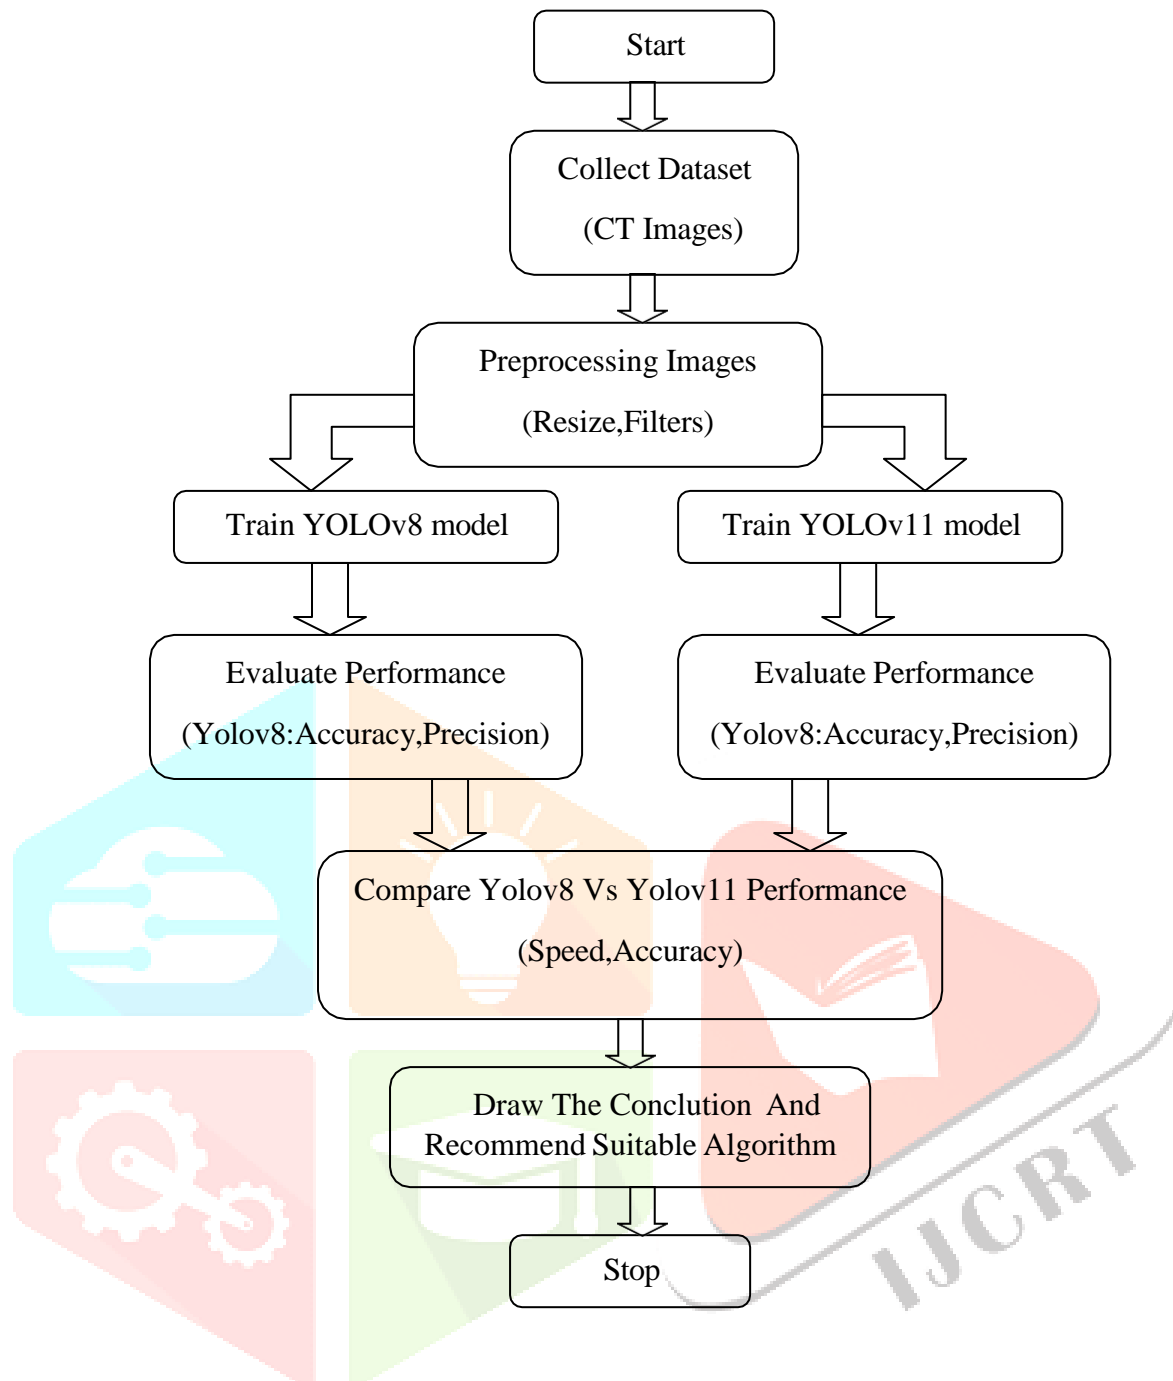 Start
Collect Dataset
(CT Images)
Preprocessing Images
(Resize,Filters)
Train YOLOv8 model
Train YOLOv11 model
Evaluate Performance
(Yolov8:Accuracy,Precision)
Evaluate Performance
(Yolov8:Accuracy,Precision)
Compare Yolov8 Vs Yolov11 Performance
(Speed,Accuracy)
Draw The Conclution And
Recommend Suitable Algorithm
Stop
IJCRT